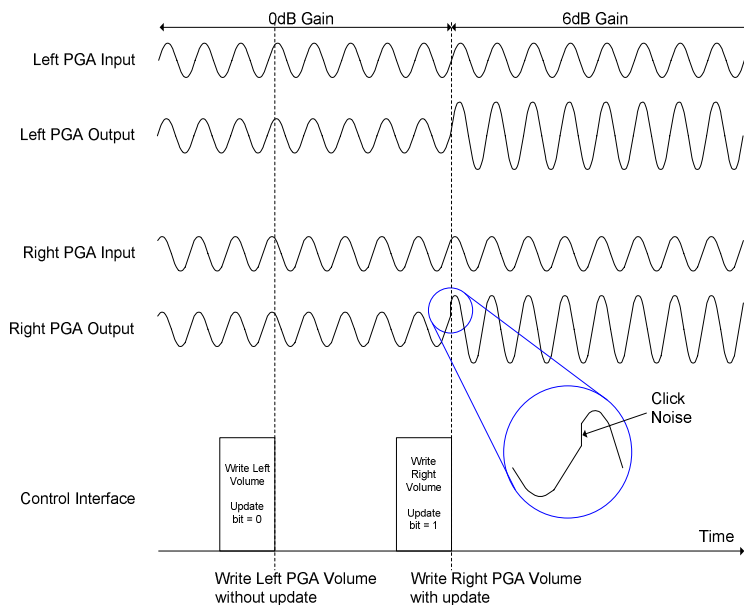 0dB Gain
6dB Gain
Left PGA Input
Left PGA Output
Right PGA Input
Right PGA Output
Click
Noise
Control Interface
Write Left
Volume
Update
bit = 0
Write
Right
Volume
Update
bit = 1
Time
Write Left PGA Volume
without update
Write Right PGA Volume
with update